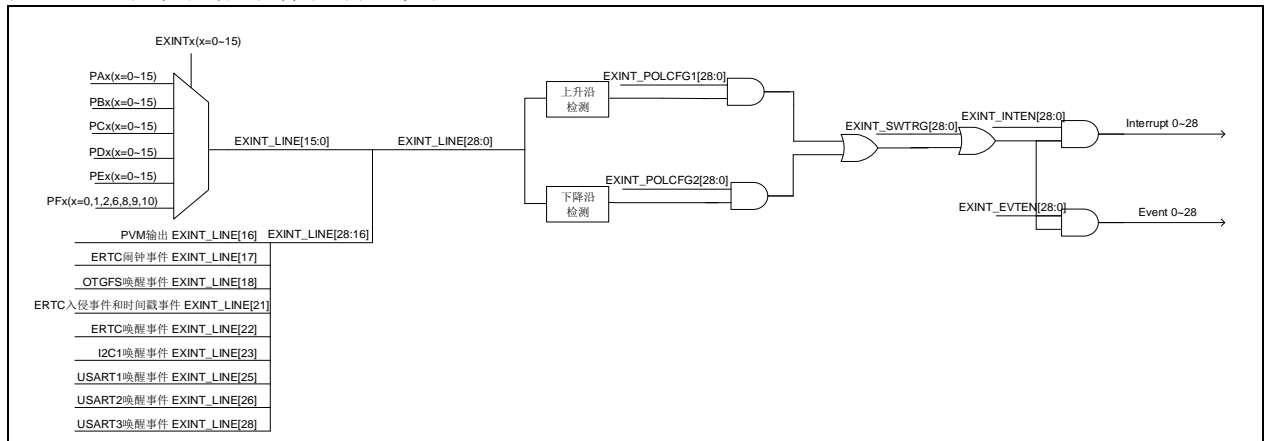 EXINTx(x=0~15)
PAx(x=0~15)
PBx(x=0~15)
PCx(x=0~15)
PDx(x=0~15)
PEx(x=0~15)
PFx(x=0,1,2,6,8,9,10)
EXINT_LINE[15:0]
EXINT_LINE[28:0]
PVM输出 EXINT_LINE[16]
EXINT_LINE[28:16]
ERTC闹钟事件 EXINT_LINE[17]
OTGFS唤醒事件 EXINT_LINE[18]
ERTC入侵事件和时间戳事件 EXINT_LINE[21]
ERTC唤醒事件 EXINT_LINE[22]
I2C1唤醒事件 EXINT_LINE[23]
USART1唤醒事件 EXINT_LINE[25]
USART2唤醒事件 EXINT_LINE[26]
USART3唤醒事件 EXINT_LINE[28]
上升沿
检测
EXINT_POLCFG1[28:0]
下降沿
检测
EXINT_POLCFG2[28:0]
EXINT_SWTRG[28:0]
EXINT_INTEN[28:0]
Interrupt 0~28
EXINT_EVTEN[28:0]
Event 0~28